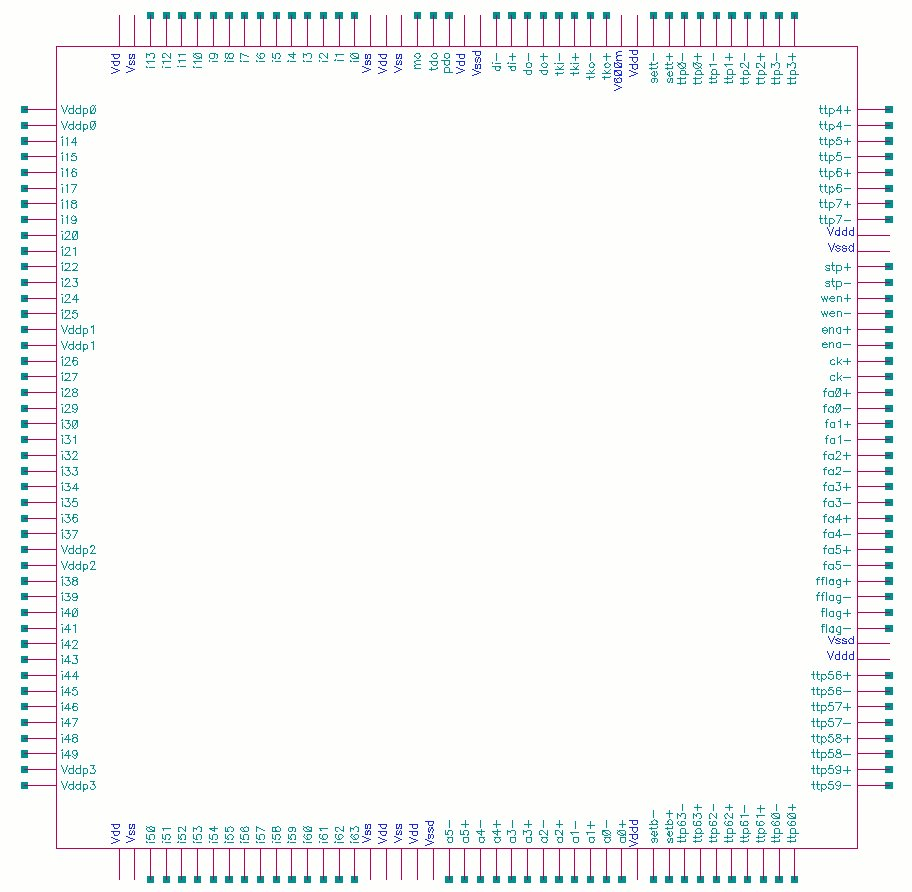 Vdd
Vss
i13
i12
i11
i10
i9
i8
i7
i6
i5
i4
i3
i2
i1
i0
Vss
Vdd
Vss
mo
tdo
pdo
Vdd
Vssd
di-
di+
do-
do+
tki-
tki+
tko-
tko+
V600m
Vddd
sett-
sett+
ttp0-
ttp0+
ttp1-
ttp1+
ttp2-
ttp2+
ttp3-
ttp3+
Vddp0
Vddp0
i14
i15
i16
i17
i18
i19
i20
i21
i22
i23
i24
i25
Vddp1
Vddp1
i26
i27
i28
i29
i30
i31
i32
i33
i34
i35
i36
i37
Vddp2
Vddp2
i38
i39
i40
i41
i42
i43
i44
i45
i46
i47
i48
i49
Vddp3
Vddp3
ttp4+
ttp4-
ttp5+
ttp5-
ttp6+
ttp6-
ttp7+
ttp7-
Vddd
Vssd
stp+
stp-
wen+
wen-
ena+
ena-
ck+
ck-
fa0+
fa0-
fa1+
fa1-
fa2+
fa2-
fa3+
fa3-
fa4+
fa4-
fa5+
fa5-
fflag+
fflag-
flag+
flag-
Vssd
Vddd
ttp56+
ttp56-
ttp57+
ttp57-
ttp58+
ttp58-
ttp59+
ttp59-
Vdd
Vss
i50
i51
i52
i53
i54
i55
i56
i57
i58
i59
i60
i61
i62
i63
Vss
Vdd
Vss
Vdd
Vssd
a5-
a5+
a4-
a4+
a3-
a3+
a2-
a2+
a1-
a1+
a0-
a0+
Vddd
setb-
setb+
ttp63-
ttp63+
ttp62-
ttp62+
ttp61-
ttp61+
ttp60-
ttp60+